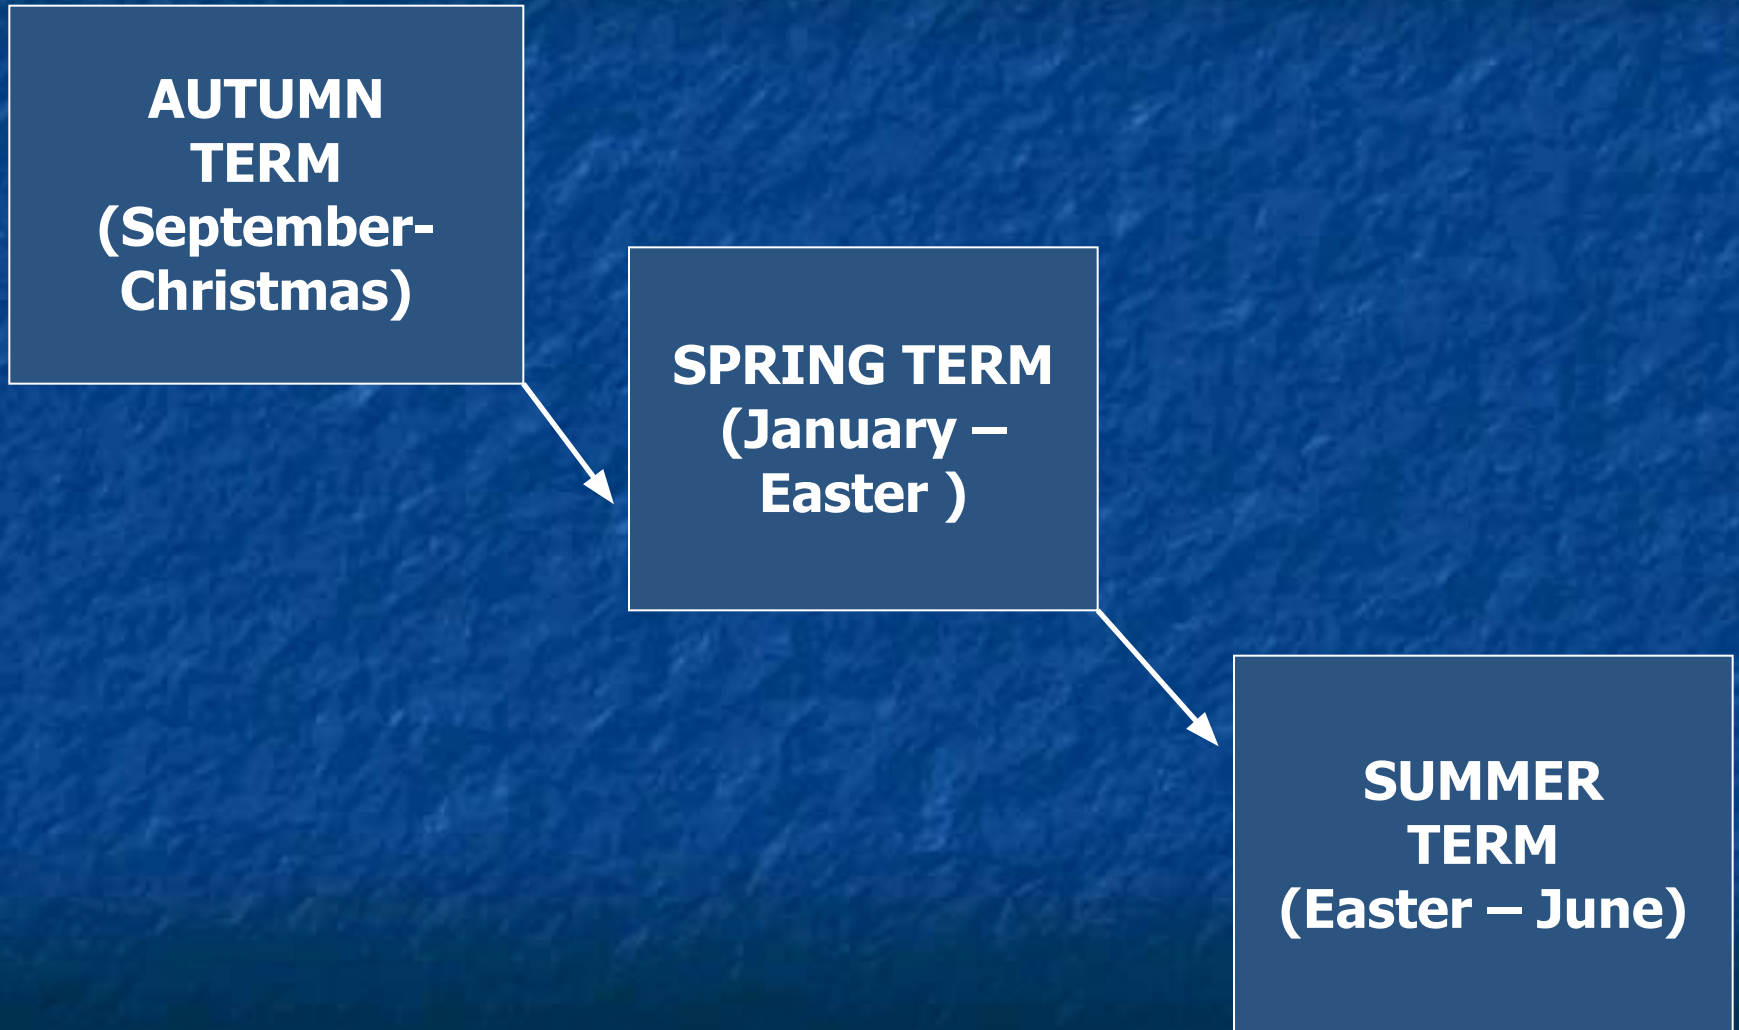 AUTUMN
TERM
(September-
Christmas)
SPRING TERM
(January –
Easter )
SUMMER
TERM
(Easter – June)